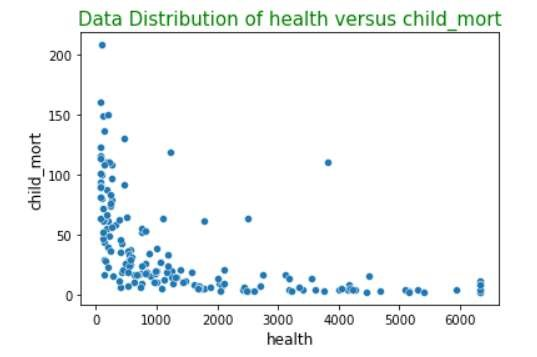 Data Distribution of health versus child_mort
200
150
100
50
0
child_mort
0 1000 2000 3000 4000 5000 6000
health